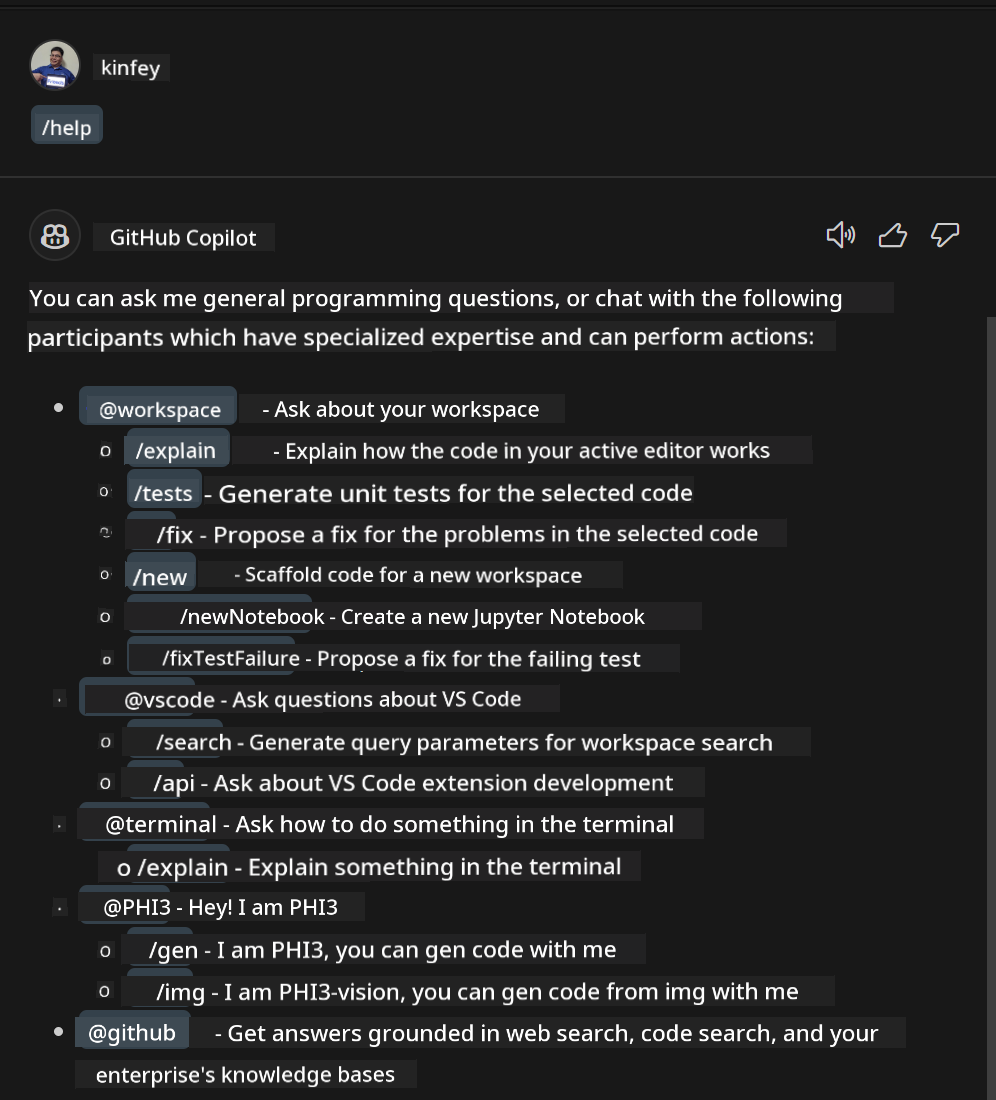 kinfey
/help
GitHub Copilot
You can ask me general programming questions, or chat with the following
participants which have specialized expertise and can perform actions:
@workspace - Ask about your workspace
/explain - Explain how the code in your active editor works
/tests - Generate unit tests for the selected code
/fix - Propose a fix for the problems in the selected code
/new - Scaffold code for a new workspace
/newNotebook - Create a new Jupyter Notebook
/fixTestFailure - Propose a fix for the failing test
@vscode - Ask questions about VS Code
/search - Generate query parameters for workspace search
/api - Ask about VS Code extension development
@terminal - Ask how to do something in the terminal
o /explain - Explain something in the terminal
@PHI3 - Hey! I am PHI3
/gen - I am PHI3, you can gen code with me
/img - I am PHI3-vision, you can gen code from img with me
@github - Get answers grounded in web search, code search, and your
enterprise's knowledge bases